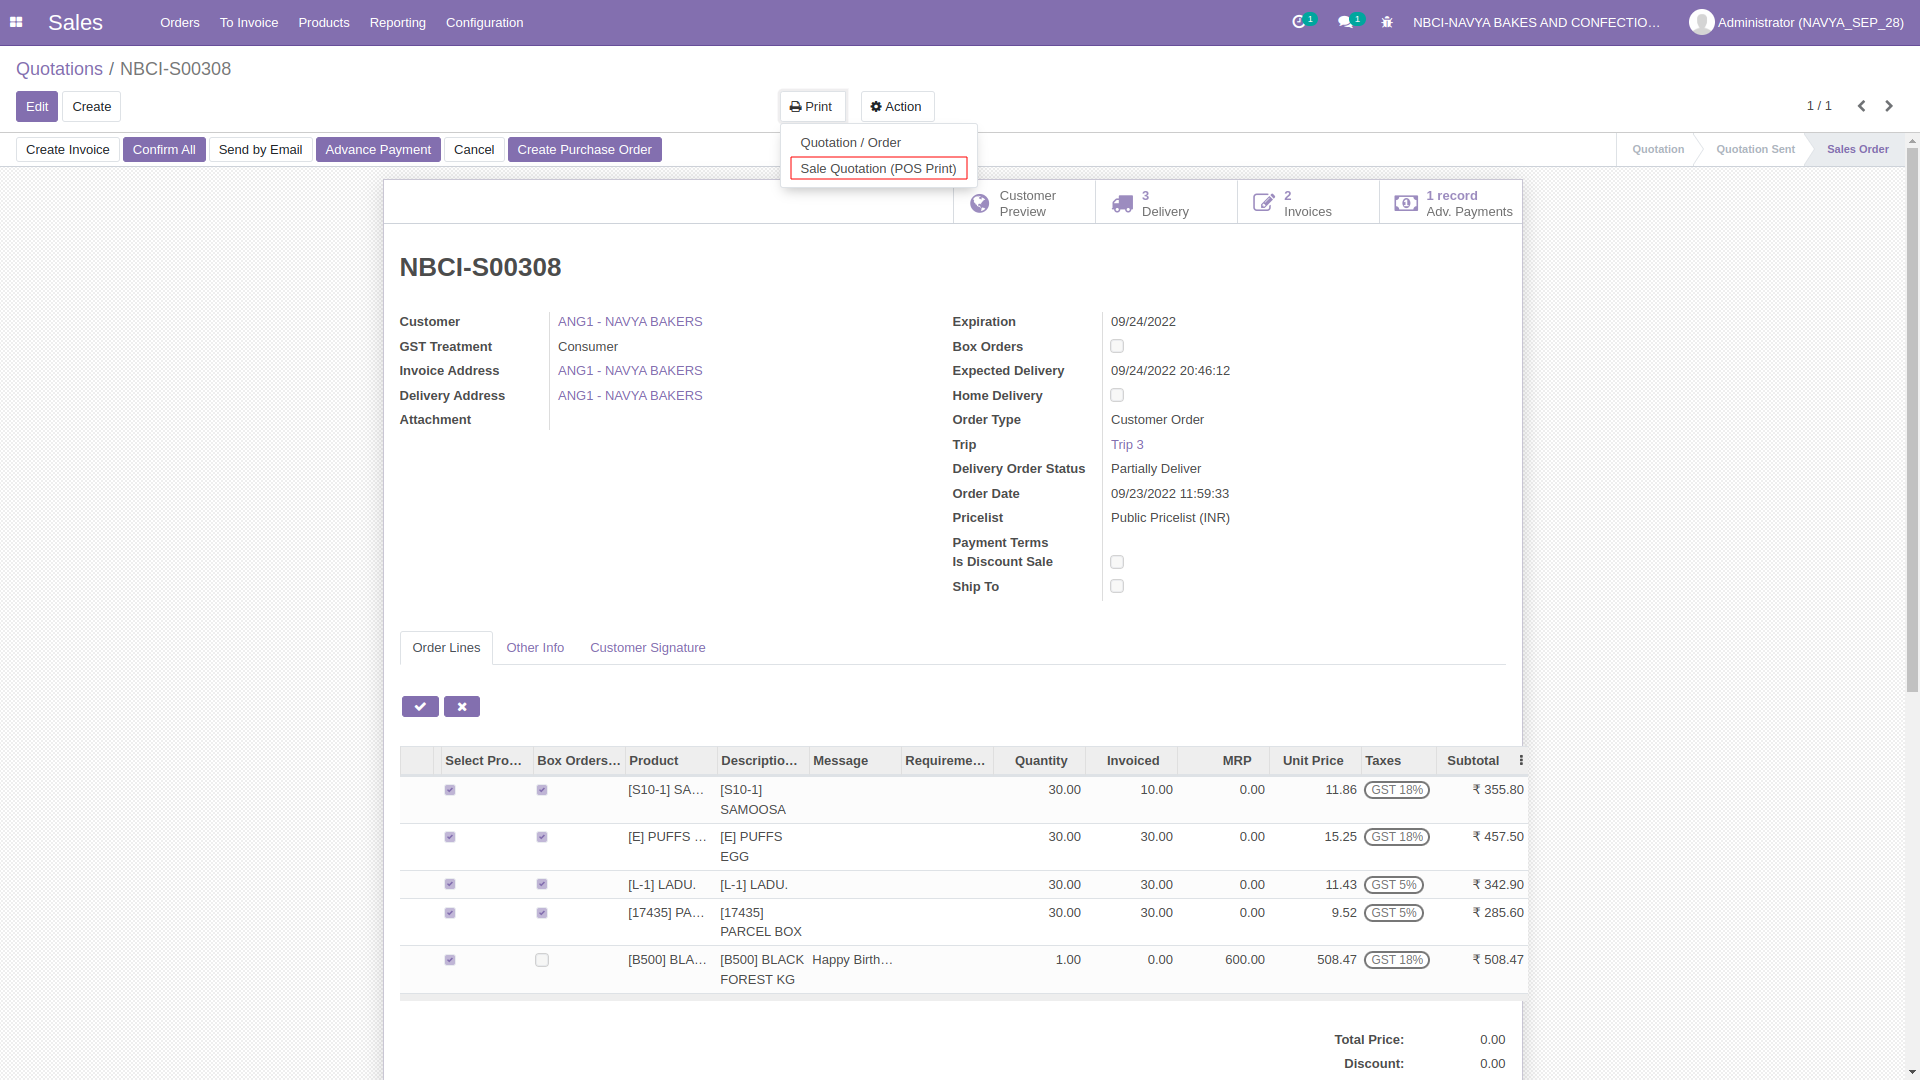 Sales Orders To Invoice Products Reporting Configuration 1 1 NBCI-NAVYA BAKES AND CONFECTIO... Administrator (NAVYA_SEP_28)
Quotations / NBCI-S00308
Edit Create Print Action 1 / 1
Quotation / Order
Sale Quotation (POS Print)
Create Invoice Confirm All Send by Email Advance Payment Cancel Create Purchase Order Quotation Quotation Sent Sales Order
Customer Preview 3 Delivery 2 Invoices 1 record Adv. Payments
NBCI-S00308
Customer ANG1 - NAVYA BAKERS
GST Treatment Consumer
Invoice Address ANG1 - NAVYA BAKERS
Delivery Address ANG1 - NAVYA BAKERS
Attachment
Expiration 09/24/2022
Box Orders
Expected Delivery 09/24/2022 20:46:12
Home Delivery
Order Type Customer Order
Trip Trip 3
Delivery Order Status Partially Deliver
Order Date 09/23/2022 11:59:33
Pricelist Public Pricelist (INR)
Payment Terms
Is Discount Sale
Ship To
Order Lines Other Info Customer Signature
Select Pro... Box Orders... Product Descriptio... Message Requireme... Quantity Invoiced MRP Unit Price Taxes Subtotal
[S10-1] SA... [S10-1] 30.00 10.00 0.00 11.86 GST 18% ₹ 355.80
SAMOOSA
[E] PUFFS ... [E] PUFFS 30.00 30.00 0.00 15.25 GST 18% ₹ 457.50
EGG
[L-1] LADU. [L-1] LADU. 30.00 30.00 0.00 11.43 GST 5% ₹ 342.90
[17435] PA... [17435] 30.00 30.00 0.00 9.52 GST 5% ₹ 285.60
PARCEL BOX
[B500] BLA... [B500] BLACK Happy Birth... 1.00 0.00 600.00 508.47 GST 18% ₹ 508.47
FOREST KG
Total Price: 0.00
Discount: 0.00